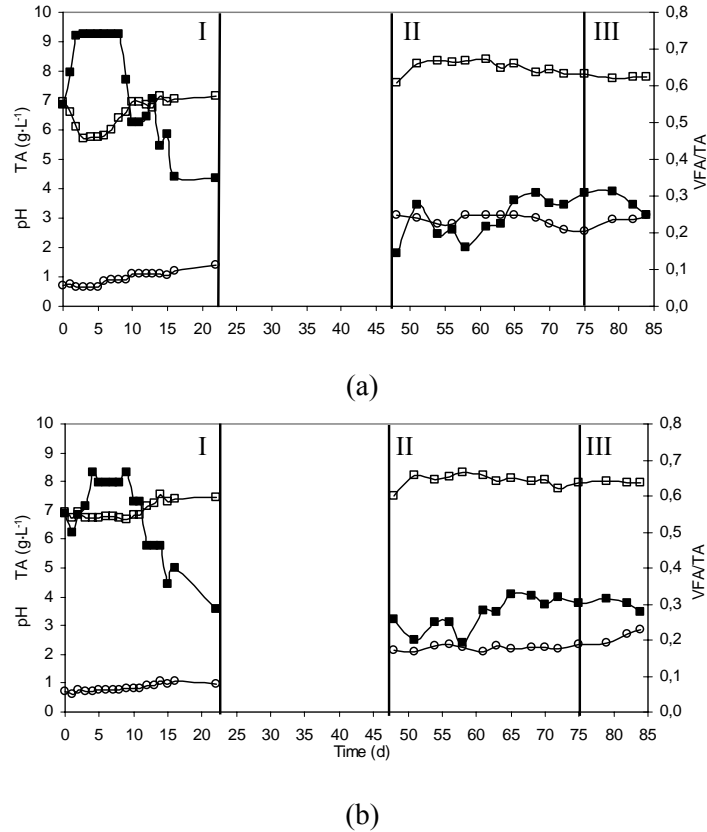 10 0,8
I II III
9 0,7
8 0,6
7
TA (g·L⁻¹) 6 0,5
5 0,4 VFA/TA
4
pH 3 0,3
2 0,2
1 0,1
0 0,0
0 5 10 15 20 25 30 35 40 45 50 55 60 65 70 75 80 85
(a)
10 0,8
I II III
9 0,7
8 0,6
7
TA (g·L⁻¹) 6 0,5
5 0,4 VFA/TA
4
pH 3 0,3
2 0,2
1 0,1
0 0,0
0 5 10 15 20 25 30 35 40 45 50 55 60 65 70 75 80 85
Time (d)
(b)